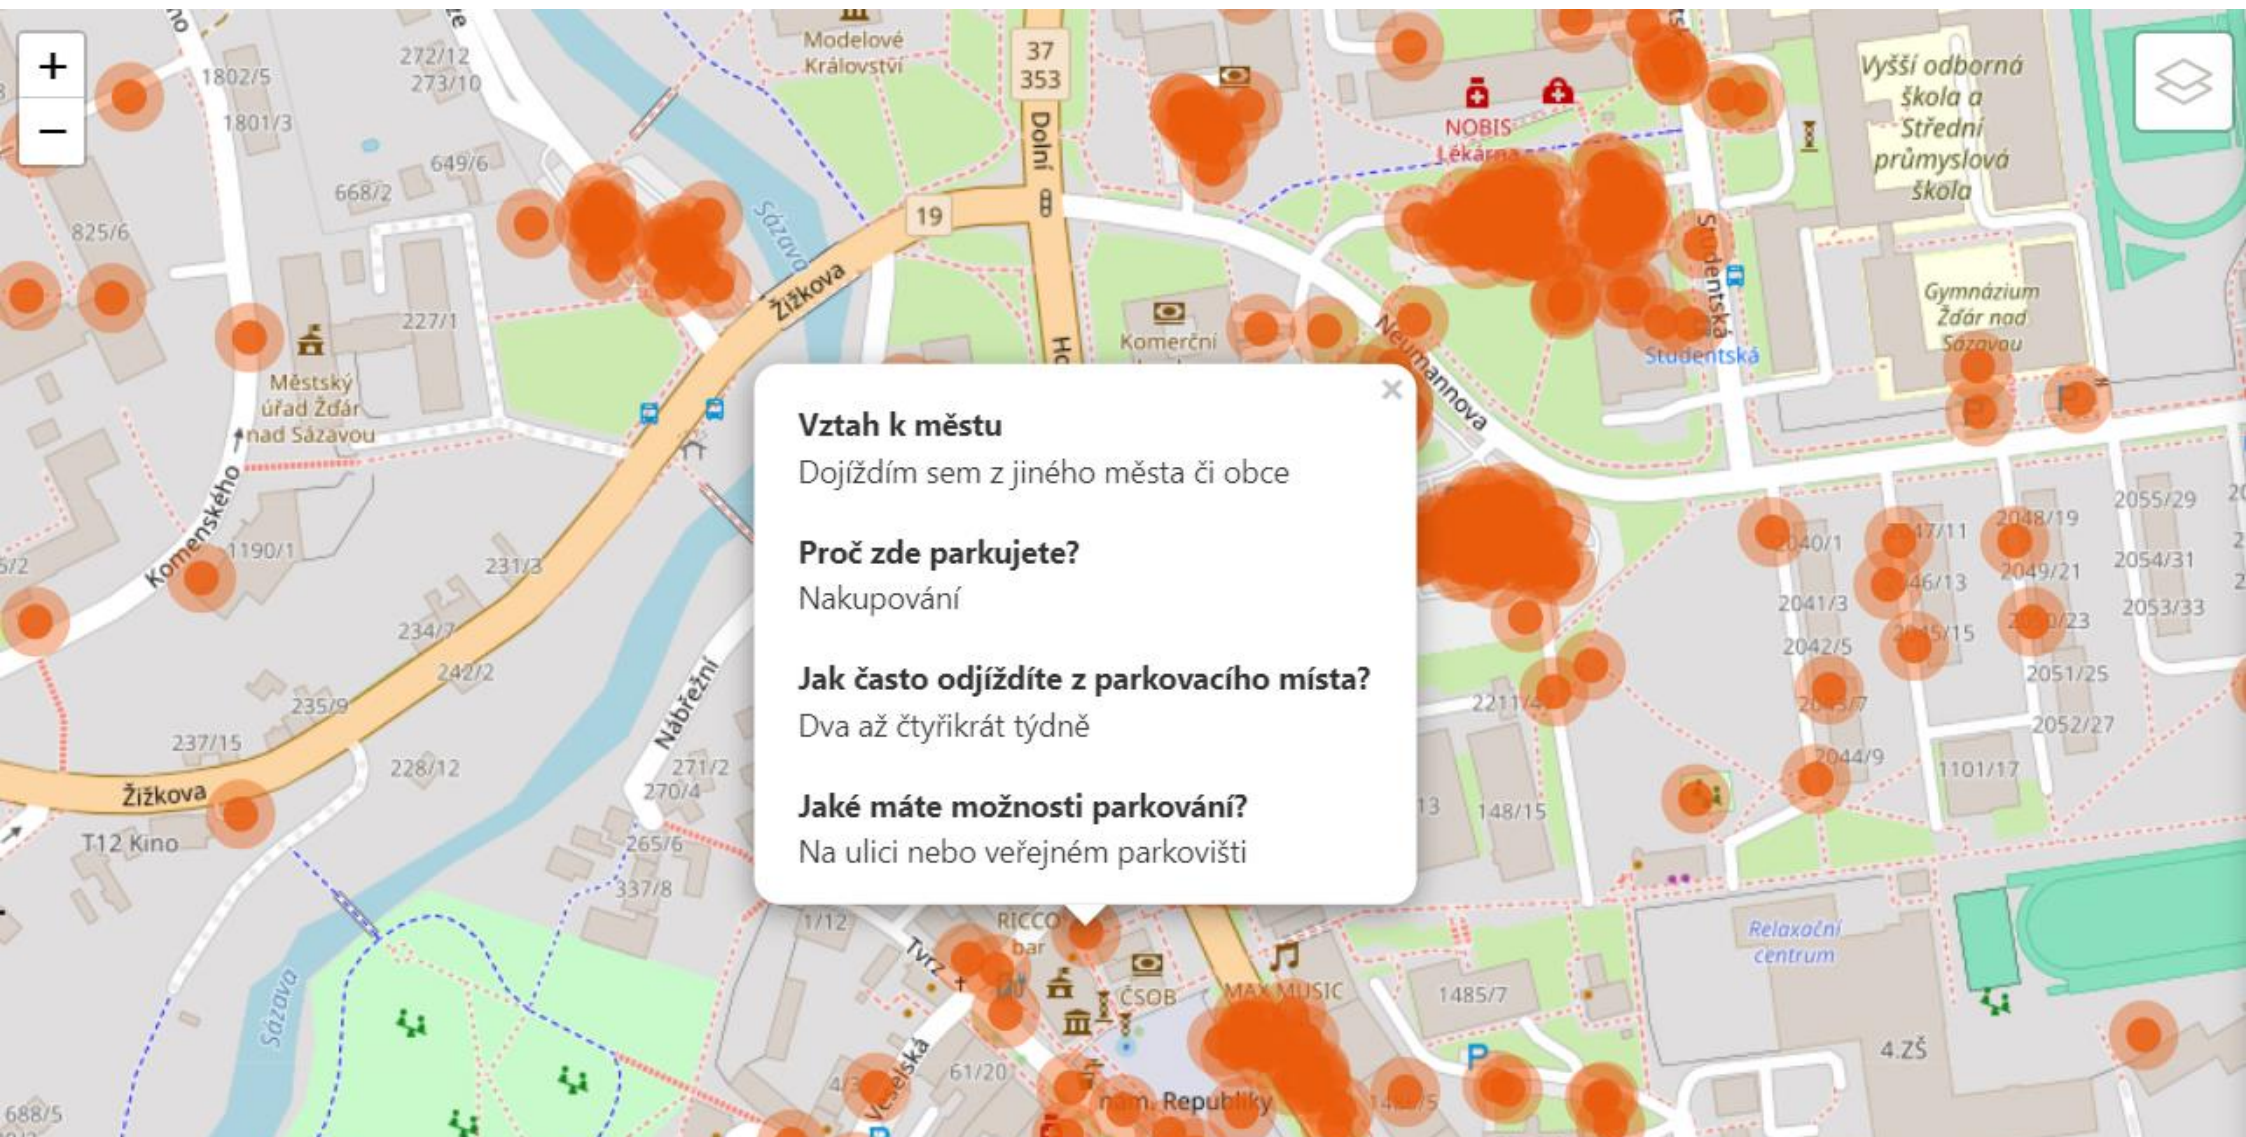 +
−
272/12
273/10
1802/5
1801/3
649/6
668/2
825/6
227/1
Modelové
Království
37
353
Dolní
19
Sázava
Žižkova
NOBIS
Lékárna
Vyšší odborná
škola a
Střední
průmyslová
škola
Studentská
Studentská
Gymnázium
Žďár nad
Sázavou
Komerční
Neumannova
Městský
úřad Žďár
nad Sázavou
Komenského
1190/1
231/3
234/7
242/2
235/9
237/15
228/12
Žižkova
T12 Kino
Nábřežní
271/2
270/4
265/6
337/8
Sázava
688/5
×
Vztah k městu
Dojíždím sem z jiného města či obce
Proč zde parkujete?
Nakupování
Jak často odjíždíte z parkovacího místa?
Dva až čtyřikrát týdně
Jaké máte možnosti parkování?
Na ulici nebo veřejném parkovišti
P
P
2055/29
2048/19
2054/31
2049/21
2053/33
2041/3
2042/5
2051/25
2052/27
2044/9
1101/17
148/15
Relaxační
centrum
4.ZŠ
1/12
Tvrz
RICCO
bar
ČSOB
MAX MUSIC
1485/7
P
61/20
Veselská
nám. Republiky
P